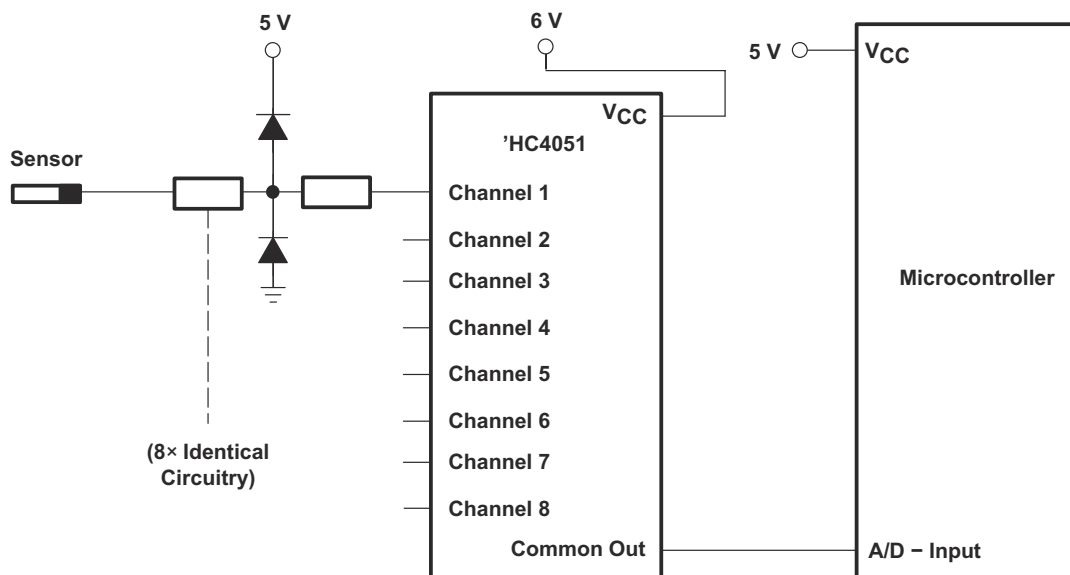 5 V
6 V
5 V
VCC
VCC
’HC4051
Sensor
Channel 1
Channel 2
Channel 3
Microcontroller
Channel 4
Channel 5
Channel 6
(8× Identical
Circuitry)
Channel 7
Channel 8
Common Out
A/D − Input